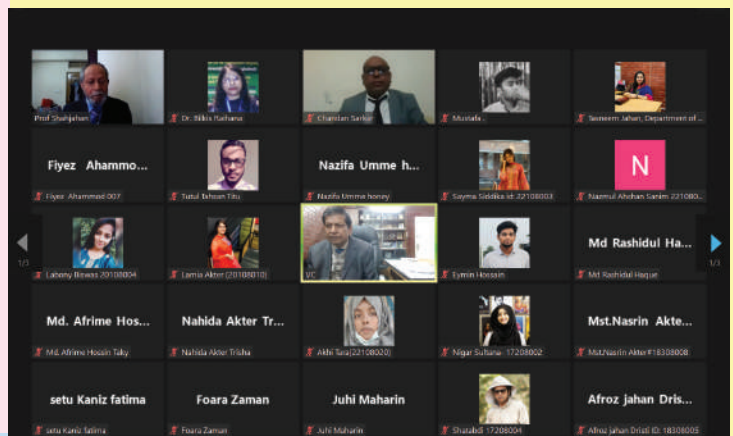 Prof Shahjahan
Dr. Bilkis Raihana
Chandan Sarkar
Mustafa .
Tasneem Jahan, Department of ...
Fiyez Ahammo...
Fiyez Ahammod 007
Tutul Tahsan Titu
Nazifa Umme h...
Nazifa Umme honey
Sayma Siddika id: 22108003
N
Nazmul Ahchan Sanim 221080...
1/3
Labony Biswas 20108004
Lamia Akter (20108010)
VC
Eymin Hossain
Md Rashidul Ha...
Md Rashidul Haque
1/3
Md. Afrime Hos...
Md. Afrime Hossin Taky
Nahida Akter Tr...
Nahida Akter Trisha
Akhi Tara(22108020)
Nigar Sultana- 17208002
Mst.Nasrin Akte...
Mst.Nasrin Akter#18308008
setu Kaniz fatima
setu Kaniz fatima
Foara Zaman
Foara Zaman
Juhi Maharin
Juhi Maharin
Shatabdi 17208004
Afroz jahan Dris...
Afroz jahan Dristi ID: 18308005